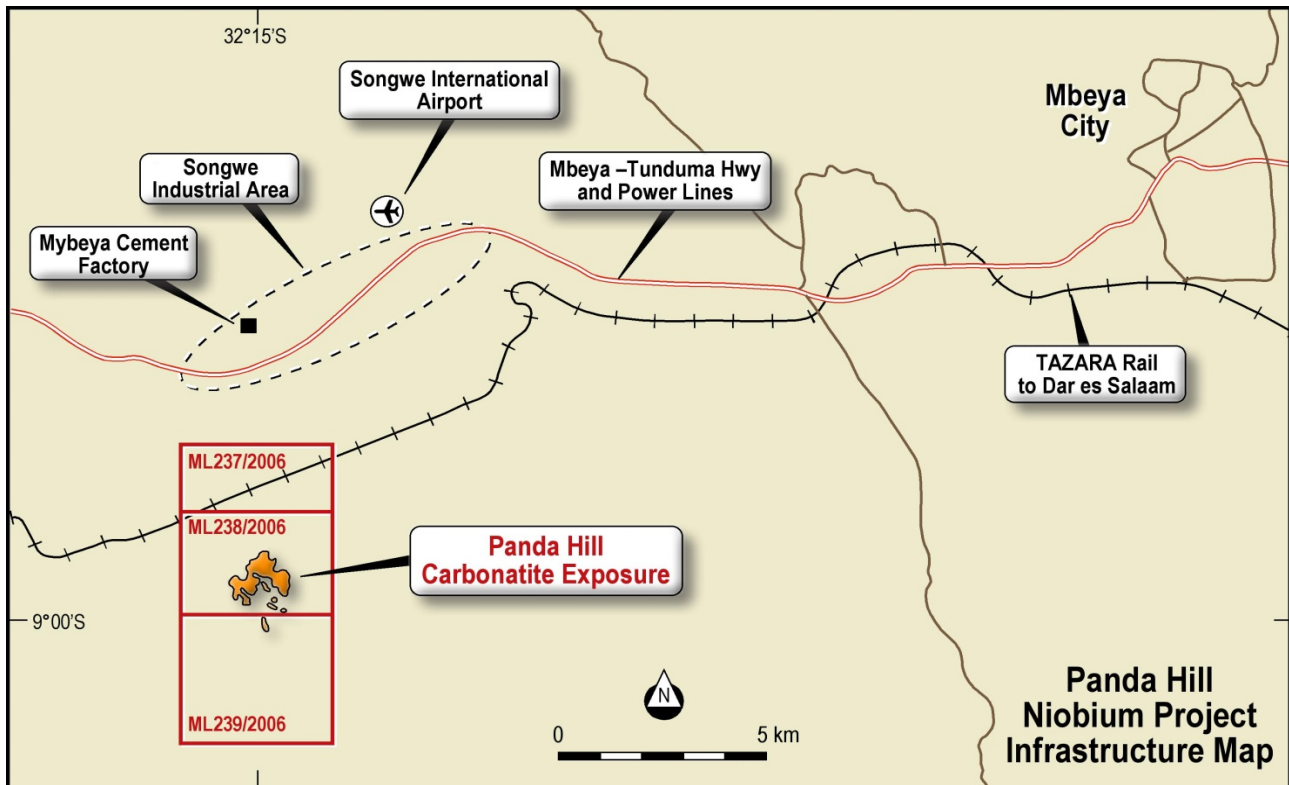 32°15'S
Songwe International
Airport
Mbeya
City
Songwe
Industrial Area
Mbeya –Tunduma Hwy
and Power Lines
Mybeya Cement
Factory
TAZARA Rail
to Dar es Salaam
ML237/2006
ML238/2006
Panda Hill
Carbonatite Exposure
9°00'S
ML239/2006
N
0 5 km
Panda Hill
Niobium Project
Infrastructure Map